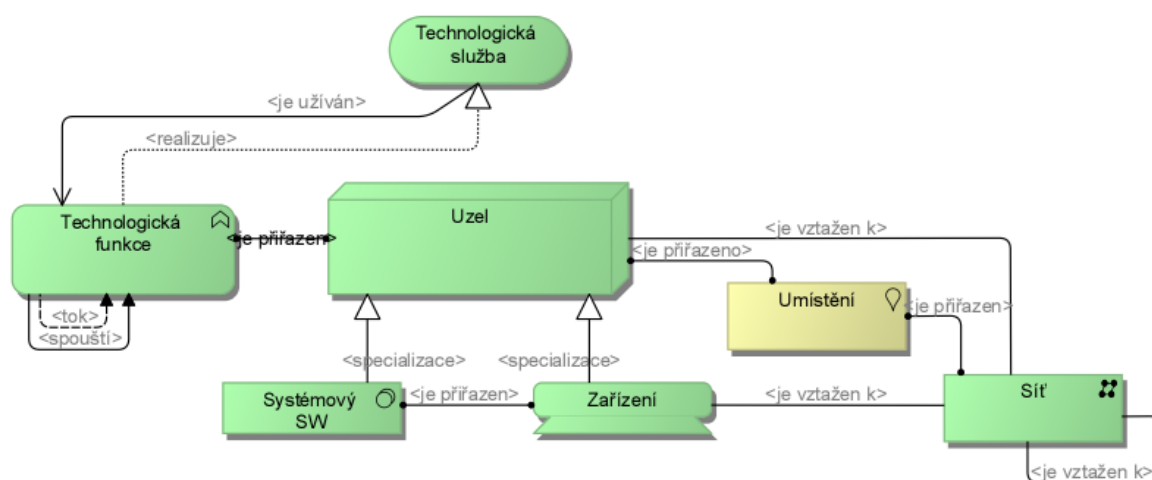 Technologická
služba
<je užíván>
<realizuje>
Technologická
funkce
<je přiřazen>
Uzel
<je vztažen k>
<je přiřazeno>
Umístění
<je přiřazen>
<tok>
<spouští>
<specializace>
<specializace>
Systémový
SW
<je přiřazen>
Zařízení
<je vztažen k>
Síť
<je vztažen k>